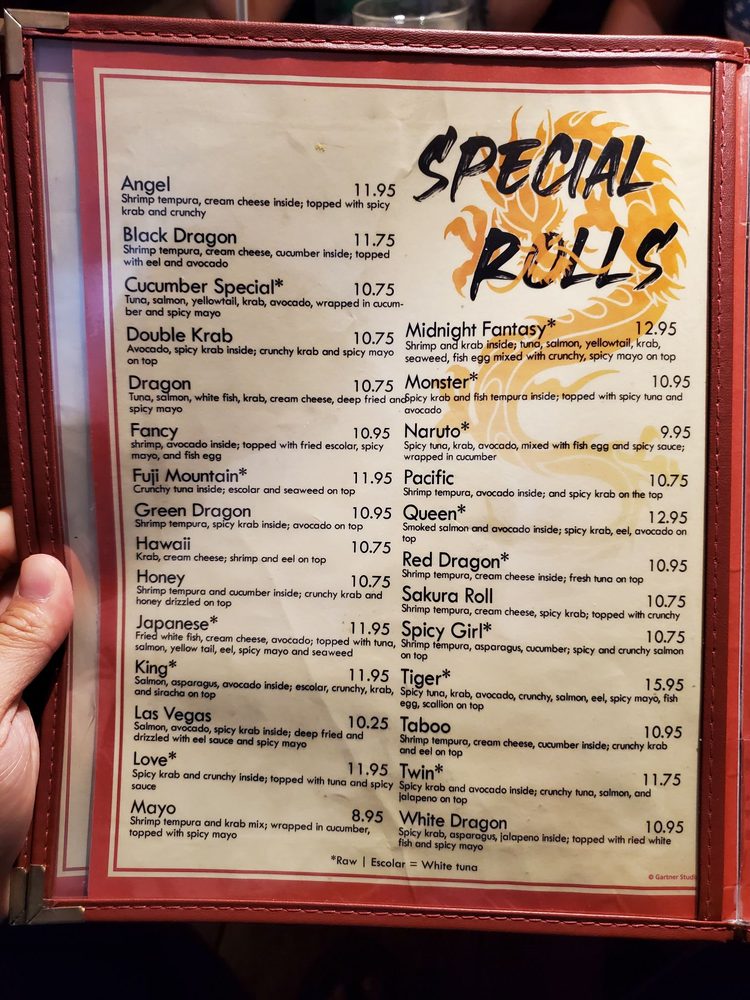 SPECIAL
ROLLS
Angel 11.95
Shrimp tempura, cream cheese inside; topped with spicy
krab and crunchy
Black Dragon 11.75
Shrimp tempura, cream cheese, cucumber inside; topped
with eel and avocado
Cucumber Special* 10.75
Tuna, salmon, yellowtail, krab, avocado, wrapped in cucum-
ber and spicy mayo
Double Krab 10.75
Avocado, spicy krab inside; crunchy krab and spicy mayo
on top
Dragon 10.75
Tuna, salmon, white fish, krab, cream cheese, deep fried and
spicy mayo
Fancy 10.95
shrimp, avocado inside; topped with fried escolar, spicy
mayo, and fish egg
Fuji Mountain* 11.95
Crunchy tuna inside; escolar and seaweed on top
Green Dragon 10.95
Shrimp tempura, spicy krab inside; avocado on top
Hawaii 10.75
Krab, cream cheese; shrimp and eel on top
Honey 10.75
Shrimp tempura and cucumber inside; crunchy krab and
honey drizzled on top
Japanese* 11.95
Fried white fish, cream cheese, avocado; topped with tuna,
salmon, yellow tail, eel, spicy mayo and seaweed
King* 11.95
Salmon, asparagus, avocado inside; escolar, crunchy, krab,
and siracha on top
Las Vegas 10.25
Salmon, avocado, spicy krab inside; deep fried and
drizzled with eel sauce and spicy mayo
Love* 11.95
Spicy krab and crunchy inside; topped with tuna and spicy
sauce
Mayo 8.95
Shrimp tempura and krab mix; wrapped in cucumber,
topped with spicy mayo
Midnight Fantasy* 12.95
Shrimp and krab inside; tuna, salmon, yellowtail, krab,
seaweed, fish egg mixed with crunchy, spicy mayo on top
Monster* 10.95
Spicy krab and fish tempura inside; topped with spicy tuna and
avocado
Naruto* 9.95
Spicy tuna, krab, avocado, mixed with fish egg and spicy sauce;
wrapped in cucumber
Pacific 10.75
Shrimp tempura, avocado inside; and spicy krab on the top
Queen* 12.95
Smoked salmon and avocado inside; spicy krab, eel, avocado on
top
Red Dragon* 10.95
Shrimp tempura, cream cheese inside; fresh tuna on top
Sakura Roll 10.75
Shrimp tempura, cream cheese, spicy krab; topped with crunchy
Spicy Girl* 10.75
Shrimp tempura, asparagus, cucumber; spicy and crunchy salmon
on top
Tiger* 15.95
Spicy tuna, krab, avocado, crunchy, salmon, eel, spicy mayo, fish
egg, scallion on top
Taboo 10.95
Shrimp tempura, cream cheese, cucumber inside; crunchy krab
and eel on top
Twin* 11.75
Spicy krab and avocado inside; crunchy tuna, salmon, and
jalapeno on top
White Dragon 10.95
Spicy krab, asparagus, jalapeno inside; topped with ried white
fish and spicy mayo
*Raw | Escolar = White tuna
© Gartner